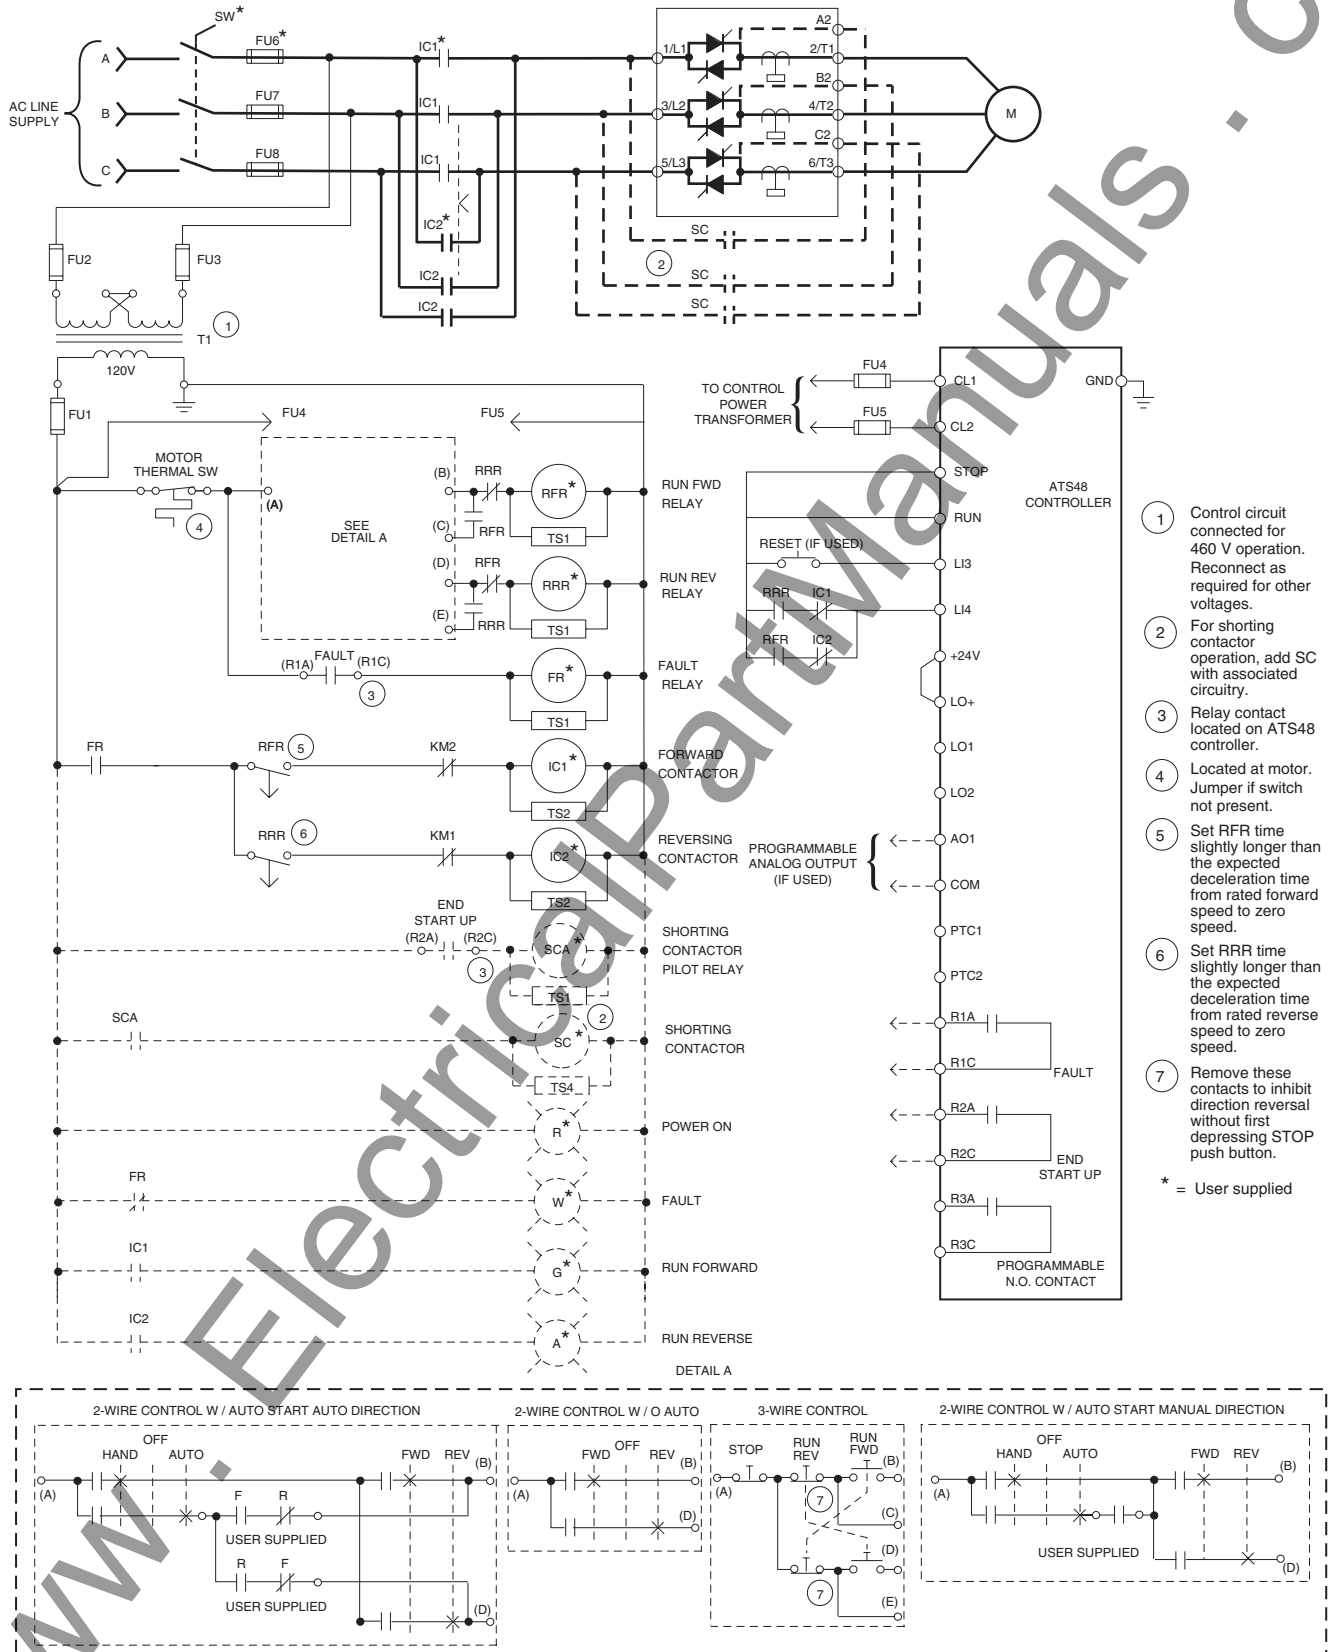 SW*
FU6*
IC1*
A2
1/L1
2/T1
A
AC LINE
SUPPLY
B
FU7
IC1
B2
3/L2
4/T2
M
C
FU8
IC1
C2
5/L3
6/T3
IC2*
IC2
IC2
SC
2
SC
SC
FU2
FU3
T1
1
120V
FU1
FU4
FU5
MOTOR
THERMAL SW
4
(A)
SEE
DETAIL A
(B)
RRR
RFR*
RUN FWD
RELAY
(C)
RFR
TS1
(D)
RFR
RRR*
RUN REV
RELAY
(E)
RRR
TS1
(R1A)
FAULT
(R1C)
3
FR*
FAULT
RELAY
TS1
FR
RFR
5
KM2
IC1*
FORWARD
CONTACTOR
TS2
RRR
6
KM1
IC2*
REVERSING
CONTACTOR
TS2
END
START UP
(R2A)
(R2C)
3
SCA*
SHORTING
CONTACTOR
PILOT RELAY
TS1
SCA
2
SC*
SHORTING
CONTACTOR
TS4
R*
POWER ON
FR
W*
FAULT
IC1
G*
RUN FORWARD
IC2
A*
RUN REVERSE
TO CONTROL
POWER
TRANSFORMER
FU4
CL1
GND
FU5
CL2
STOP
ATS48
CONTROLLER
RUN
RESET (IF USED)
LI3
RRR
IC1
LI4
RFR
IC2
+24V
LO+
LO1
LO2
PROGRAMMABLE
ANALOG OUTPUT
(IF USED)
AO1
COM
PTC1
PTC2
R1A
R1C
FAULT
R2A
R2C
END
START UP
R3A
R3C
PROGRAMMABLE
N.O. CONTACT
1
Control circuit
connected for
460 V operation.
Reconnect as
required for other
voltages.
2
For shorting
contactor
operation, add SC
with associated
circuitry.
3
Relay contact
located on ATS48
controller.
4
Located at motor.
Jumper if switch
not present.
5
Set RFR time
slightly longer than
the expected
deceleration time
from rated forward
speed to zero
speed.
6
Set RRR time
slightly longer than
the expected
deceleration time
from rated reverse
speed to zero
speed.
7
Remove these
contacts to inhibit
direction reversal
without first
depressing STOP
push button.
* = User supplied
DETAIL A
2-WIRE CONTROL W / AUTO START AUTO DIRECTION
OFF
HAND
AUTO
FWD
REV
(B)
(A)
F
R
USER SUPPLIED
R
F
USER SUPPLIED
(D)
2-WIRE CONTROL W / O AUTO
OFF
FWD
REV
(B)
(A)
(D)
3-WIRE CONTROL
STOP
RUN
REV
RUN
FWD
(B)
(A)
7
(C)
(D)
7
(E)
2-WIRE CONTROL W / AUTO START MANUAL DIRECTION
OFF
HAND
AUTO
FWD
REV
(B)
(A)
USER SUPPLIED
(D)
ww . ElectricalPartManuals . c